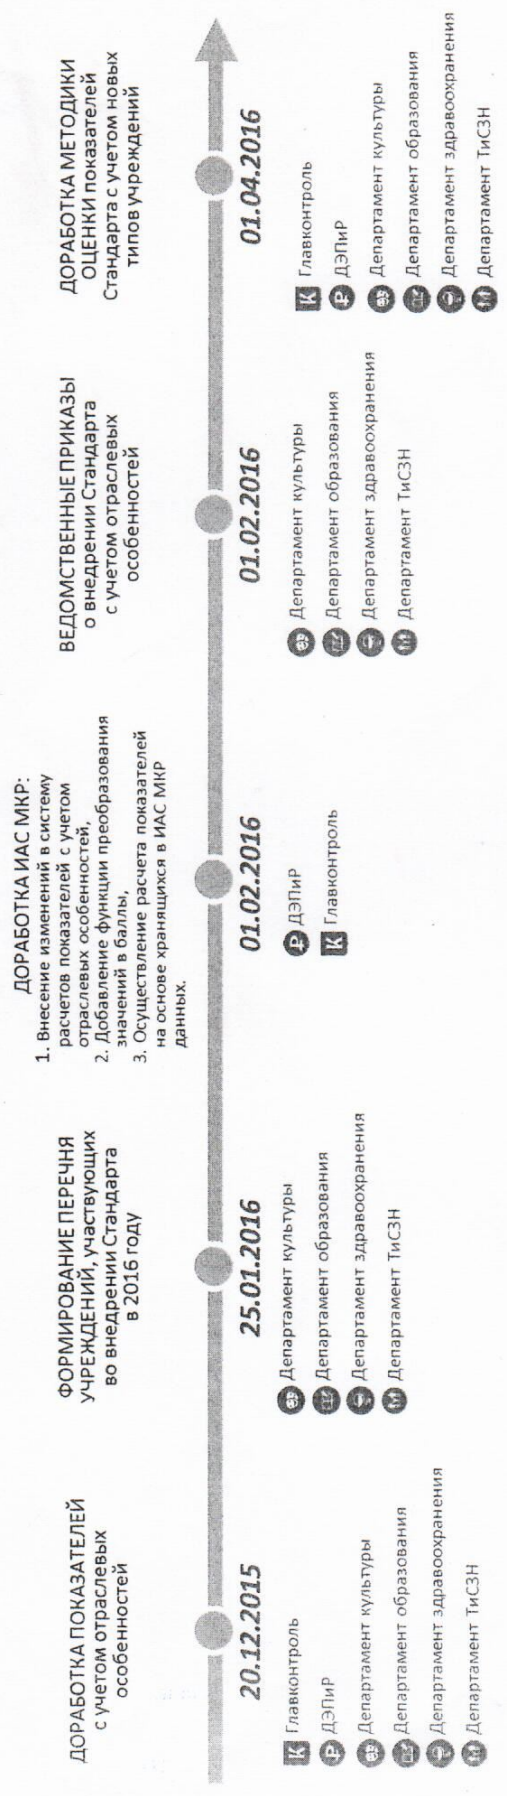 ДОРАБОТКА ПОКАЗАТЕЛЕЙ
с учетом отраслевых
особенностей
20.12.2015
К Главконтроль
₽ ДЭПиР
Департамент культуры
Департамент образования
Департамент здравоохранения
Департамент ТиСЗН
ФОРМИРОВАНИЕ ПЕРЕЧНЯ
УЧРЕЖДЕНИЙ, участвующих
во внедрении Стандарта
в 2016 году
25.01.2016
Департамент культуры
Департамент образования
Департамент здравоохранения
Департамент ТиСЗН
ДОРАБОТКА ИАС МКР:
1. Внесение изменений в систему
расчетов показателей с учетом
отраслевых особенностей,
2. Добавление функции преобразования
значений в баллы,
3. Осуществление расчета показателей
на основе хранящихся в ИАС МКР
данных.
01.02.2016
₽ ДЭПиР
К Главконтроль
ВЕДОМСТВЕННЫЕ ПРИКАЗЫ
о внедрении Стандарта
с учетом отраслевых
особенностей
01.02.2016
Департамент культуры
Департамент образования
Департамент здравоохранения
Департамент ТиСЗН
ДОРАБОТКА МЕТОДИКИ
ОЦЕНКИ показателей
Стандарта с учетом новых
типов учреждений
01.04.2016
К Главконтроль
₽ ДЭПиР
Департамент культуры
Департамент образования
Департамент здравоохранения
Департамент ТиСЗН